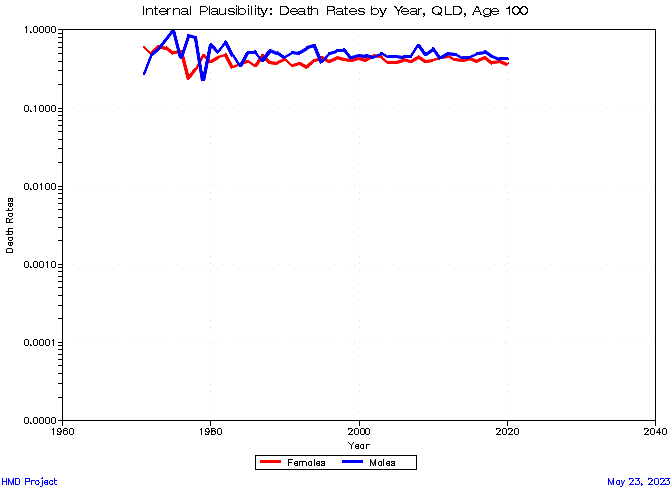 Internal Plausibility: Death Rates by Year, QLD, Age 100
1.0000
0.1000
0.0100
0.0010
0.0001
0.0000
Death Rates
1960
1980
2000
2020
2040
Year
Females
Males
HMD Project
May 23, 2023